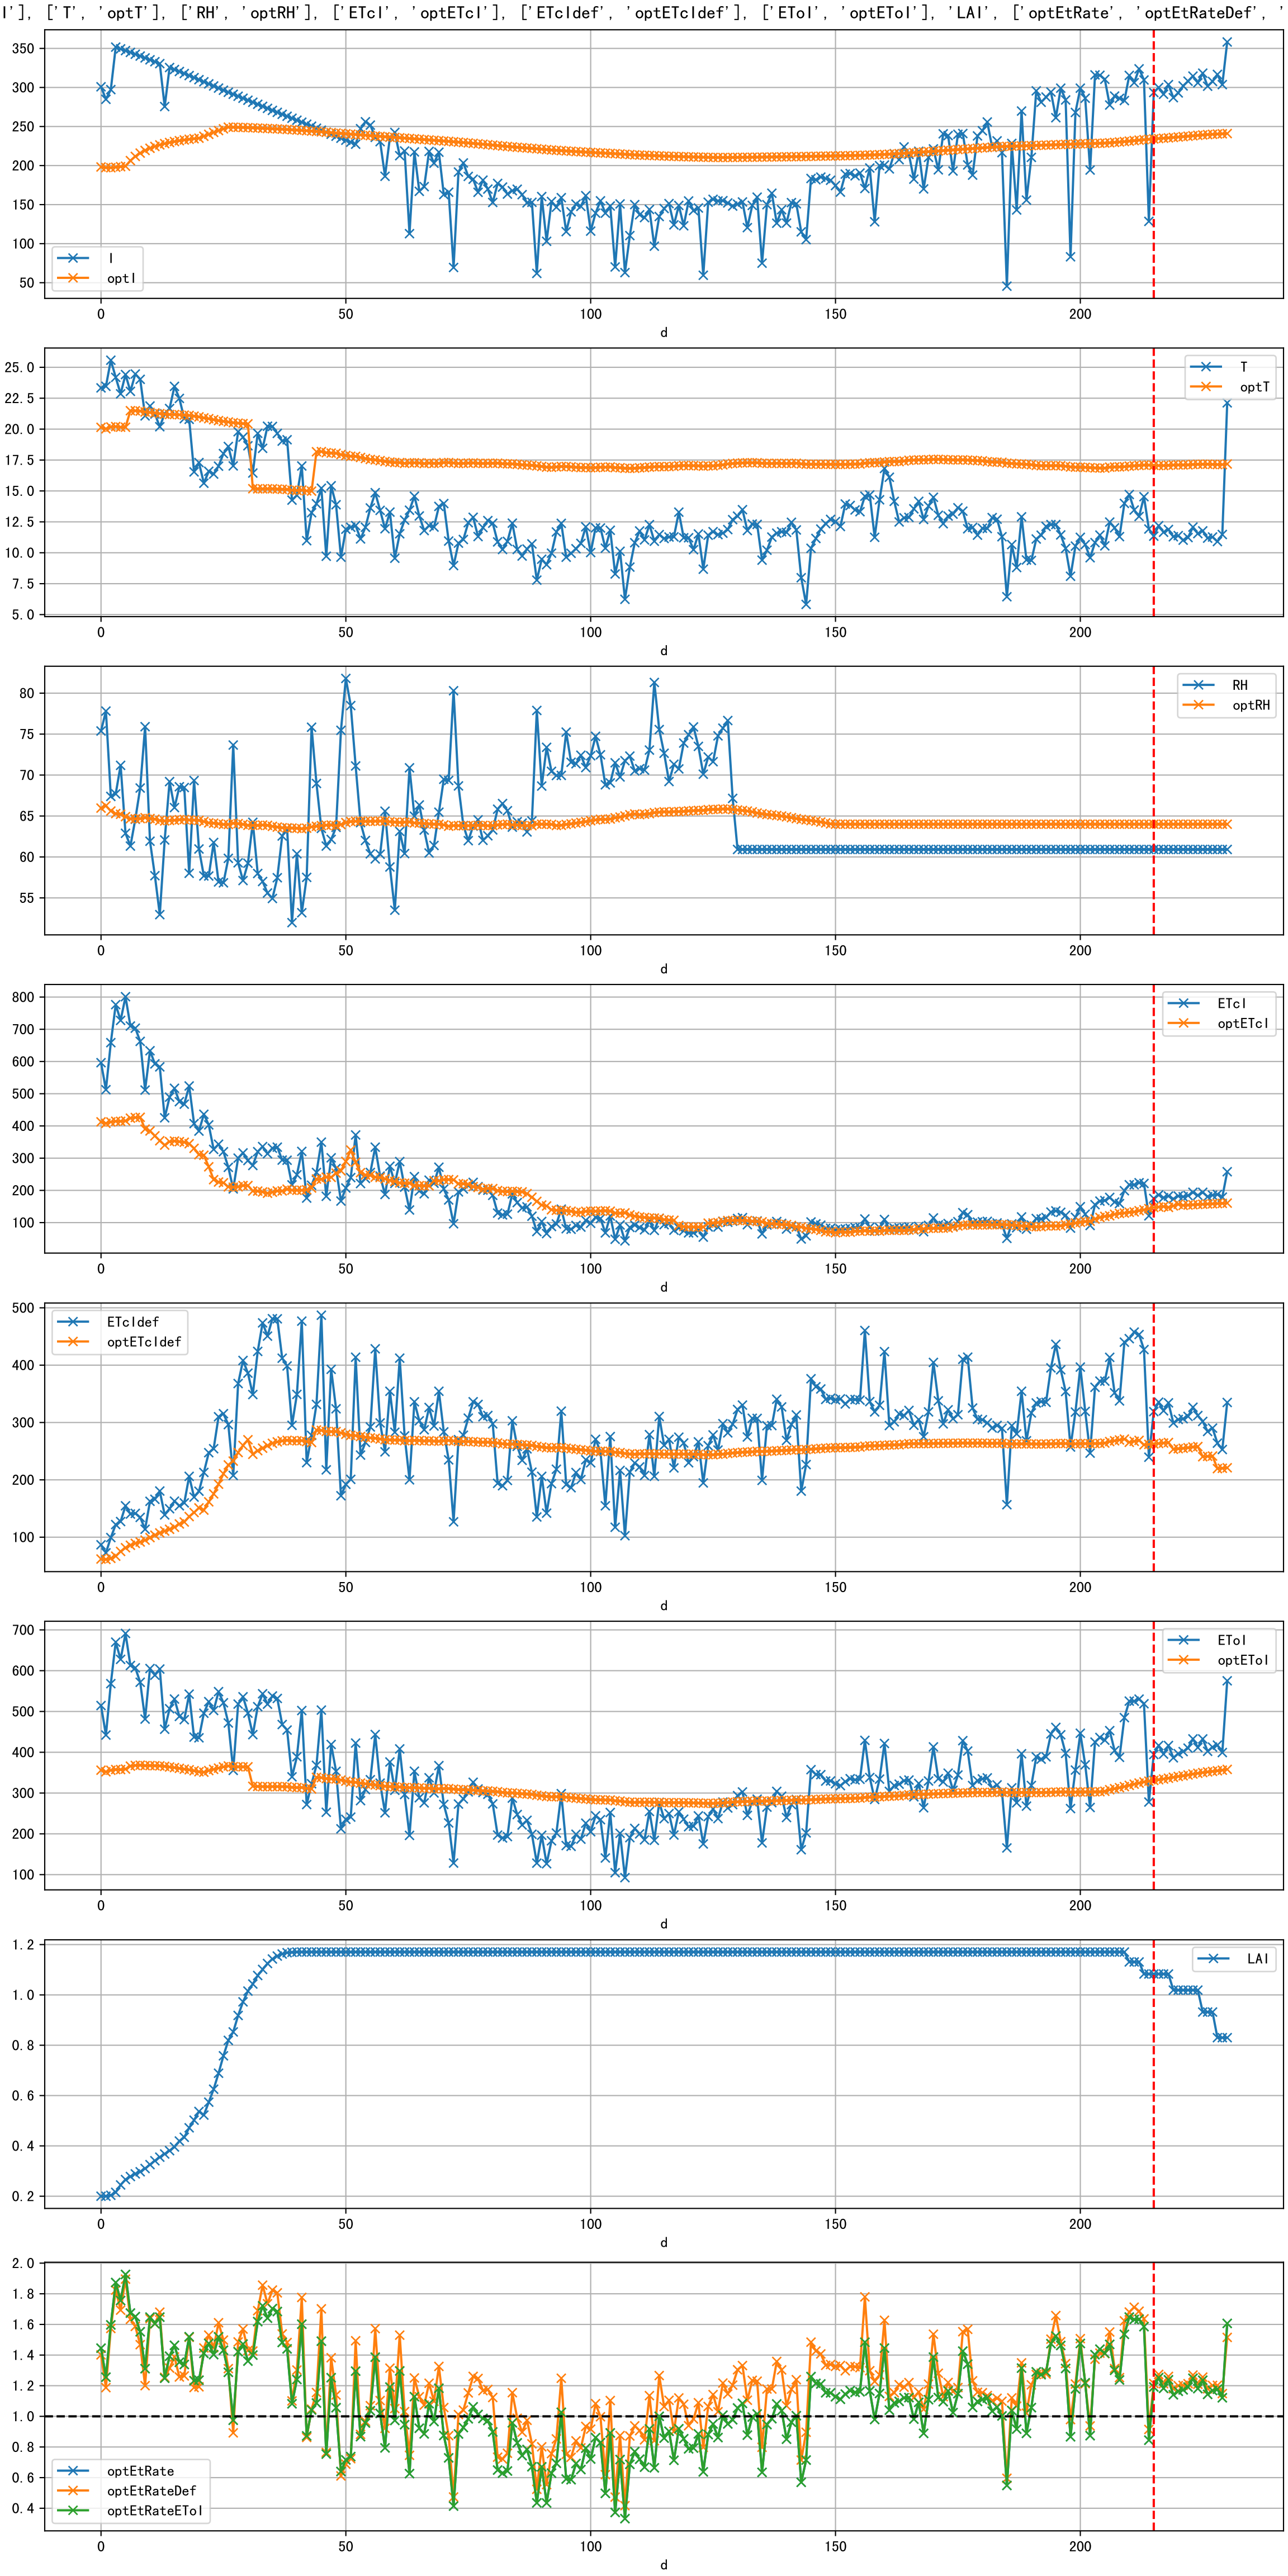 I'], ['T', 'optT'], ['RH', 'optRH'], ['ETcI', 'optETcI'], ['ETcIdef', 'optETcIdef'], ['EToI', 'optEToI'], 'LAI', ['optEtRate', 'optEtRateDef', '
350
300
250
200
150
100
50
I
optI
0 50 100 150 200
d
25.0
22.5
20.0
17.5
15.0
12.5
10.0
7.5
5.0
T
optT
0 50 100 150 200
d
80
75
70
65
60
55
RH
optRH
0 50 100 150 200
d
800
700
600
500
400
300
200
100
ETcI
optETcI
0 50 100 150 200
d
500
400
300
200
100
ETcIdef
optETcIdef
0 50 100 150 200
d
700
600
500
400
300
200
100
EToI
optEToI
0 50 100 150 200
d
1.2
1.0
0.8
0.6
0.4
0.2
LAI
0 50 100 150 200
d
2.0
1.8
1.6
1.4
1.2
1.0
0.8
0.6
0.4
optEtRate
optEtRateDef
optEtRateEToI
0 50 100 150 200
d